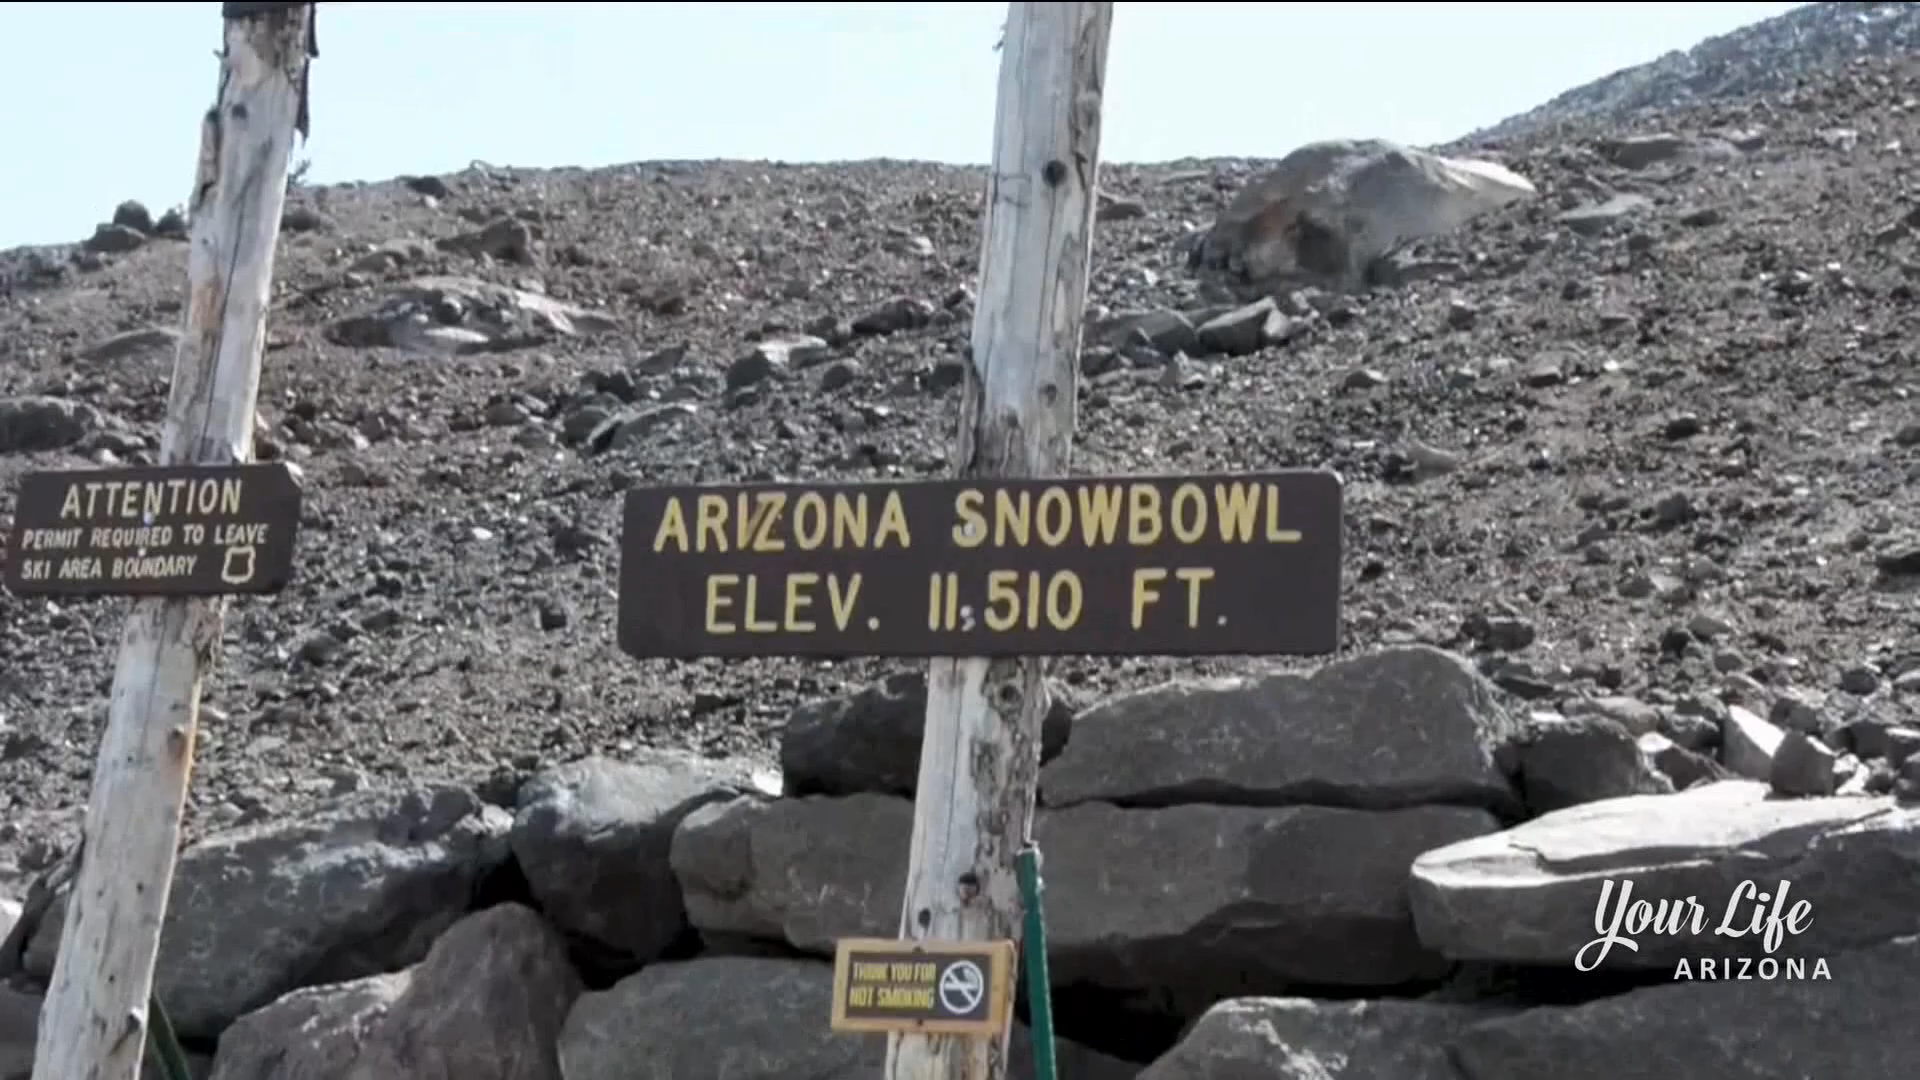 ATTENTION
PERMIT REQUIRED TO LEAVE
SKI AREA BOUNDARY
ARIZONA SNOWBOWL
ELEV. 11,510 FT.
THANK YOU FOR
NOT SMOKING
Your Life
ARIZONA